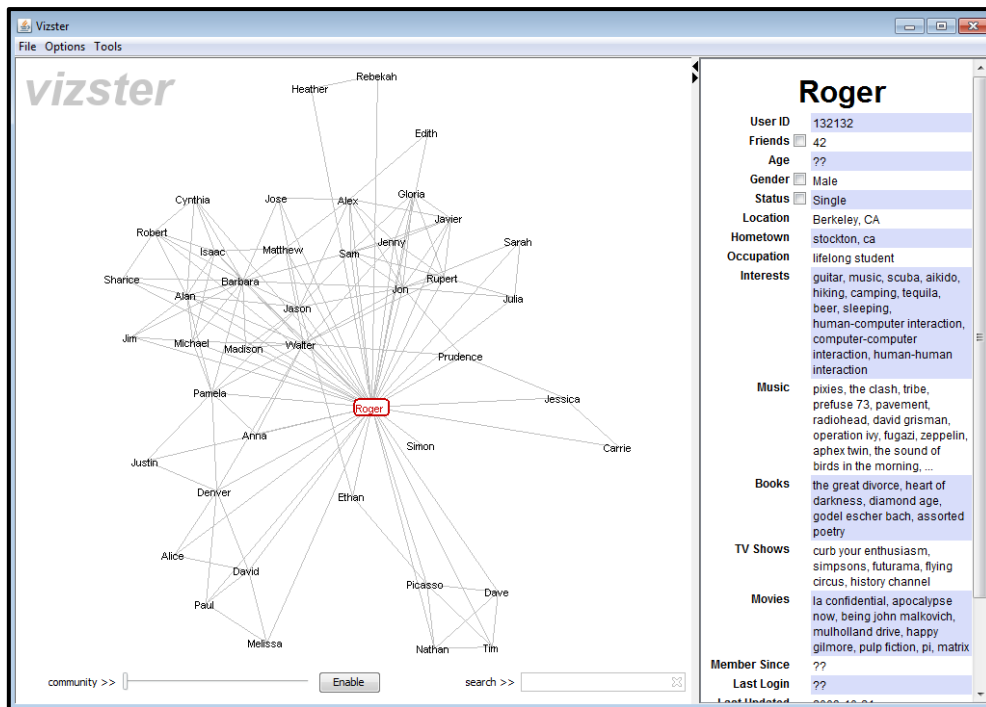 Vizster
File Options Tools
vizster
Rebekah
Heather
Edith
Cynthia
Jose
Alex
Gloria
Javier
Robert
Isaac
Matthew
Sam
Jenny
Sarah
Sharice
Alan
Barbara
Jon
Rupert
Julia
Jason
Jim
Michael
Madison
Walter
Prudence
Pamela
Roger
Jessica
Anna
Simon
Carrie
Justin
Denver
Ethan
Alice
David
Picasso
Dave
Paul
Melissa
Nathan
Tim
community >>
Enable
search >>
Roger
User ID 132132
Friends 42
Age ??
Gender Male
Status Single
Location Berkeley, CA
Hometown stockton, ca
Occupation lifelong student
Interests guitar, music, scuba, aikido,
hiking, camping, tequila,
beer, sleeping,
human-computer interaction,
computer-computer
interaction, human-human
interaction
Music pixies, the clash, tribe,
prefuse 73, pavement,
radiohead, david grisman,
operation ivy, fugazi, zeppelin,
aphex twin, the sound of
birds in the morning, ...
Books the great divorce, heart of
darkness, diamond age,
godel escher bach, assorted
poetry
TV Shows curb your enthusiasm,
simpsons, futurama, flying
circus, history channel
Movies la confidential, apocalypse
now, being john malkovich,
mulholland drive, happy
gilmore, pulp fiction, pi, matrix
Member Since ??
Last Login ??
Last Updated